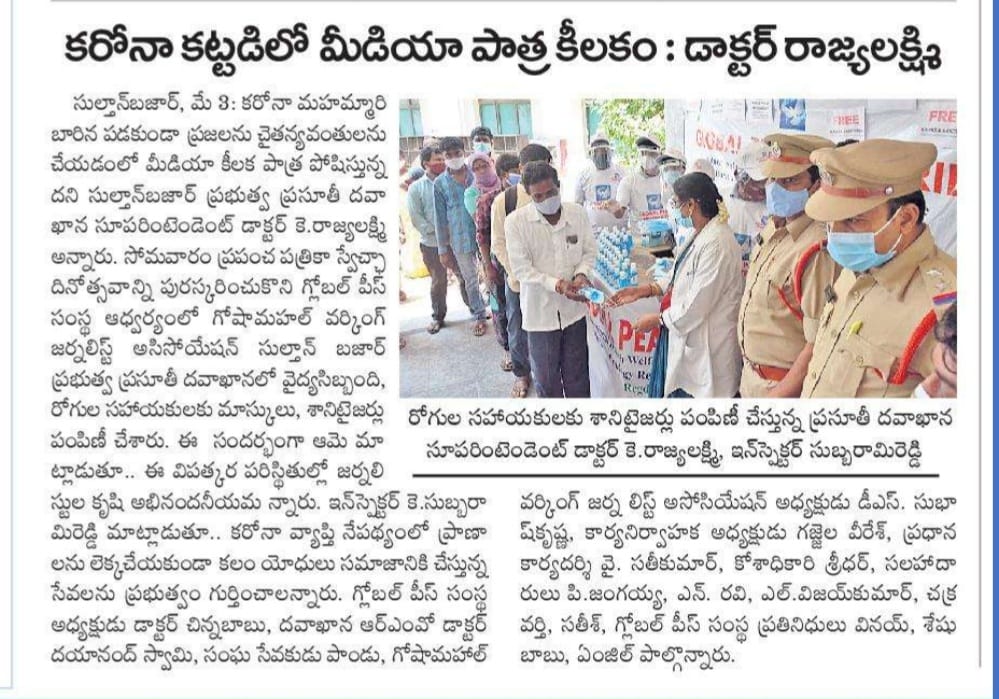 కరోనా కట్టడిలో మీడియా పాత్ర కీలకం : డాక్టర్ రాజ్యలక్ష్మి
సుల్తాన్‌బజార్, మే 3: కరోనా మహమ్మారి
బారిన పడకుండా ప్రజలను చైతన్యవంతులను
చేయడంలో మీడియా కీలక పాత్ర పోషిస్తున్న
దని సుల్తాన్‌బజార్ ప్రభుత్వ ప్రసూతీ దవా
ఖాన సూపరింటెండెంట్ డాక్టర్ కె.రాజ్యలక్ష్మి
అన్నారు. సోమవారం ప్రపంచ పత్రికా స్వేచ్ఛా
దినోత్సవాన్ని పురస్కరించుకొని గ్లోబల్ పీస్
సంస్థ ఆధ్వర్యంలో గోషామహల్ వర్కింగ్
జర్నలిస్ట్ అసిసోయేషన్ సుల్తాన్ బజార్
ప్రభుత్వ ప్రసూతీ దవాఖానలో వైద్యసిబ్బంది,
రోగుల సహాయకులకు మాస్కులు, శానిటైజర్లు
పంపిణీ చేశారు. ఈ సందర్భంగా ఆమె మా
ట్లాడుతూ.. ఈ విపత్కర పరిస్థితుల్లో జర్నలి
స్టుల కృషి అభినందనీయమ న్నారు. ఇన్‌స్పెక్టర్ కె.సుబ్బరా
మిరెడ్డి మాట్లాడుతూ.. కరోనా వ్యాప్తి నేపథ్యంలో ప్రాణా
లను లెక్కచేయకుండా కలం యోధులు సమాజానికి చేస్తున్న
సేవలను ప్రభుత్వం గుర్తించాలన్నారు. గ్లోబల్ పీస్ సంస్థ
అధ్యక్షుడు డాక్టర్ చిన్నబాబు, దవాఖాన ఆర్ఎంవో డాక్టర్
దయానంద్ స్వామి, సంఘ సేవకుడు పాండు, గోషామహాల్
GLOBAL
FREE
FREE
రోగుల సహాయకులకు శానిటైజర్లు పంపిణీ చేస్తున్న ప్రసూతీ దవాఖాన
సూపరింటెండెంట్ డాక్టర్ కె.రాజ్యలక్ష్మి, ఇన్‌స్పెక్టర్ సుబ్బరామిరెడ్డి
వర్కింగ్ జర్న లిస్ట్ అసోసియేషన్ అధ్యక్షుడు డీఎస్. సుభా
ష్‌కృష్ణ, కార్యనిర్వాహక అధ్యక్షుడు గజ్జెల వీరేశ్, ప్రధాన
కార్యదర్శి వై. సతీకుమార్, కోశాధికారి శ్రీధర్, సలహాదా
రులు పి.జంగయ్య, ఎన్. రవి, ఎల్.విజయ్‌కుమార్, చక్ర
వర్తి, సతీశ్, గ్లోబల్ పీస్ సంస్థ ప్రతినిధులు వినయ్, శేషు
బాబు, ఏంజిల్ పాల్గొన్నారు.